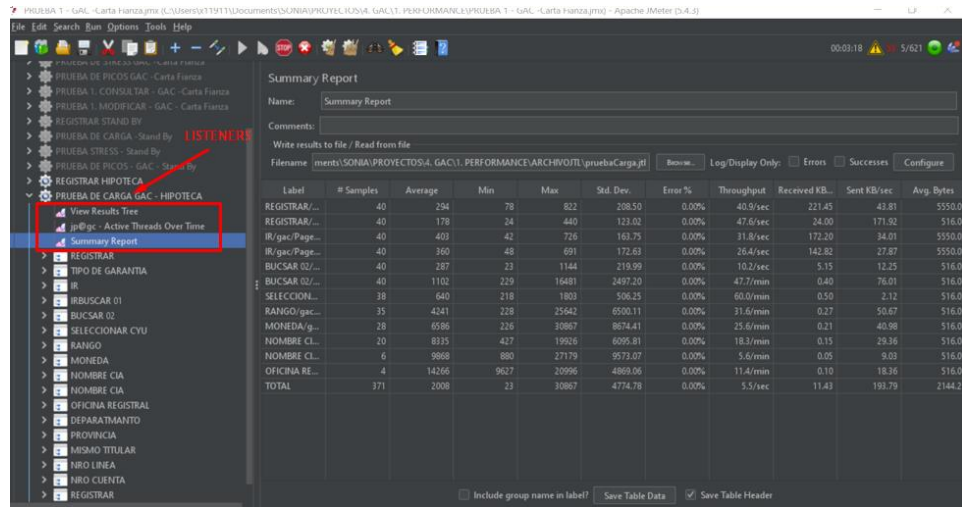 PRUEBA 1 - GAC -Carta Fianza.jmx (C:\Users\x11911\Documents\SONIA\PROYECTOS\4. GAC\1. PERFORMANCE\PRUEBA 1 - GAC -Carta Fianza.jmx) - Apache JMeter (5.4.3)
File Edit Search Run Options Tools Help
00:03:18 5/621
PRUEBA DE STRESS GAC -Carta Fianza
PRUEBA DE PICOS GAC -Carta Fianza
PRUEBA 1. CONSULTAR - GAC -Carta Fianza
PRUEBA 1. MODIFICAR - GAC - Carta Fianza
REGISTRAR STAND BY
PRUEBA DE CARGA -Stand By
LISTENERS
PRUEBA STRESS - Stand By
PRUEBA DE PICOS - GAC - Stand By
REGISTRAR HIPOTECA
PRUEBA DE CARGA GAC - HIPOTECA
View Results Tree
jp@gc - Active Threads Over Time
Summary Report
REGISTRAR
TIPO DE GARANTIA
IR
IRBUSCAR 01
BUCSAR 02
SELECCIONAR CYU
RANGO
MONEDA
NOMBRE CIA
NOMBRE CIA
OFICINA REGISTRAL
DEPARATMANTO
PROVINCIA
MISMO TITULAR
NRO LINEA
NRO CUENTA
REGISTRAR
Summary Report
Name: Summary Report
Comments:
Write results to file / Read from file
Filename ments\SONIA\PROYECTOS\4. GAC\1. PERFORMANCE\ARCHIVOJTL\pruebaCarga.jtl Browse... Log/Display Only: Errors Successes Configure
Label # Samples Average Min Max Std. Dev. Error % Throughput Received KB... Sent KB/sec Avg. Bytes
REGISTRAR/... 40 294 78 822 208.50 0.00% 40.9/sec 221.45 43.81 5550.0
REGISTRAR/... 40 178 24 440 123.02 0.00% 47.6/sec 24.00 171.92 516.0
IR/gac/Page... 40 403 42 726 163.75 0.00% 31.8/sec 172.20 34.01 5550.0
IR/gac/Page... 40 360 48 691 172.63 0.00% 26.4/sec 142.82 27.87 5550.0
BUCSAR 02/... 40 287 23 1144 219.99 0.00% 10.2/sec 5.15 12.25 516.0
BUCSAR 02/... 40 1102 229 16481 2497.20 0.00% 47.7/min 0.40 76.01 516.0
SELECCION... 38 640 218 1803 506.25 0.00% 60.0/min 0.50 2.12 516.0
RANGO/gac... 35 4241 228 25642 6500.11 0.00% 31.6/min 0.27 50.67 516.0
MONEDA/g... 28 6586 226 30867 8674.41 0.00% 25.6/min 0.21 40.98 516.0
NOMBRE CI... 20 8335 427 19926 6095.81 0.00% 18.3/min 0.15 29.36 516.0
NOMBRE CI... 6 9868 880 27179 9573.07 0.00% 5.6/min 0.05 9.03 516.0
OFICINA RE... 4 14266 9627 20996 4869.06 0.00% 11.4/min 0.10 18.36 516.0
TOTAL 371 2008 23 30867 4774.78 0.00% 5.5/sec 11.43 193.79 2144.2
Include group name in label? Save Table Data Save Table Header